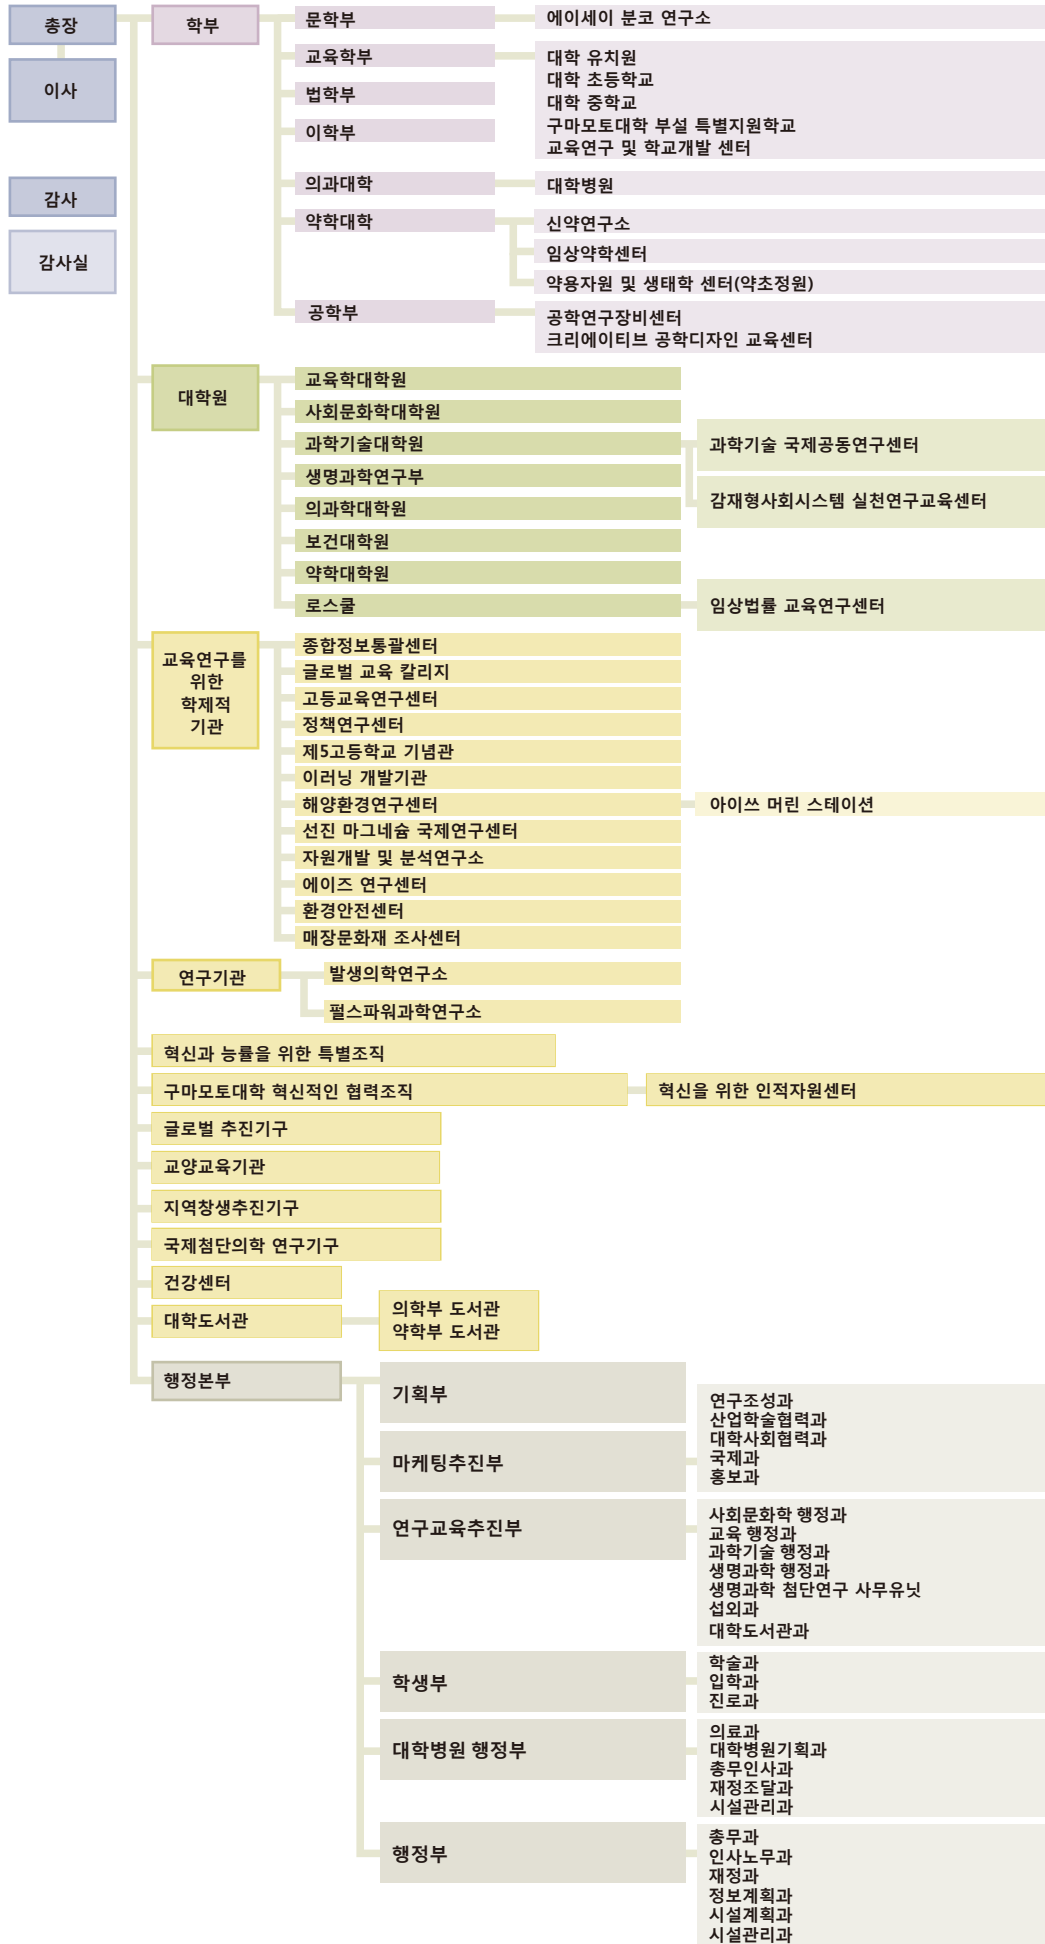 총장
이사
감사
감사실
학부
문학부
에이세이 분코 연구소
교육학부
대학 유치원
대학 초등학교
대학 중학교
구마모토대학 부설 특별지원학교
교육연구 및 학교개발 센터
법학부
이학부
의과대학
대학병원
약학대학
신약연구소
임상약학센터
약용자원 및 생태학 센터(약초정원)
공학부
공학연구장비센터
크리에이티브 공학디자인 교육센터
대학원
교육학대학원
사회문화학대학원
과학기술대학원
과학기술 국제공동연구센터
감재형사회시스템 실천연구교육센터
생명과학연구부
의과학대학원
보건대학원
약학대학원
로스쿨
임상법률 교육연구센터
교육연구를
위한
학제적
기관
종합정보통괄센터
글로벌 교육 칼리지
고등교육연구센터
정책연구센터
제5고등학교 기념관
이러닝 개발기관
해양환경연구센터
아이쓰 머린 스테이션
선진 마그네슘 국제연구센터
자원개발 및 분석연구소
에이즈 연구센터
환경안전센터
매장문화재 조사센터
연구기관
발생의학연구소
펄스파워과학연구소
혁신과 능률을 위한 특별조직
구마모토대학 혁신적인 협력조직
혁신을 위한 인적자원센터
글로벌 추진기구
교양교육기관
지역창생추진기구
국제첨단의학 연구기구
건강센터
대학도서관
의학부 도서관
약학부 도서관
행정본부
기획부
마케팅추진부
연구조성과
산업학술협력과
대학사회협력과
국제과
홍보과
연구교육추진부
사회문화학 행정과
교육 행정과
과학기술 행정과
생명과학 행정과
생명과학 첨단연구 사무유닛
섭외과
대학도서관과
학생부
학술과
입학과
진로과
대학병원 행정부
의료과
대학병원기획과
총무인사과
재정조달과
시설관리과
행정부
총무과
인사노무과
재정과
정보계획과
시설계획과
시설관리과